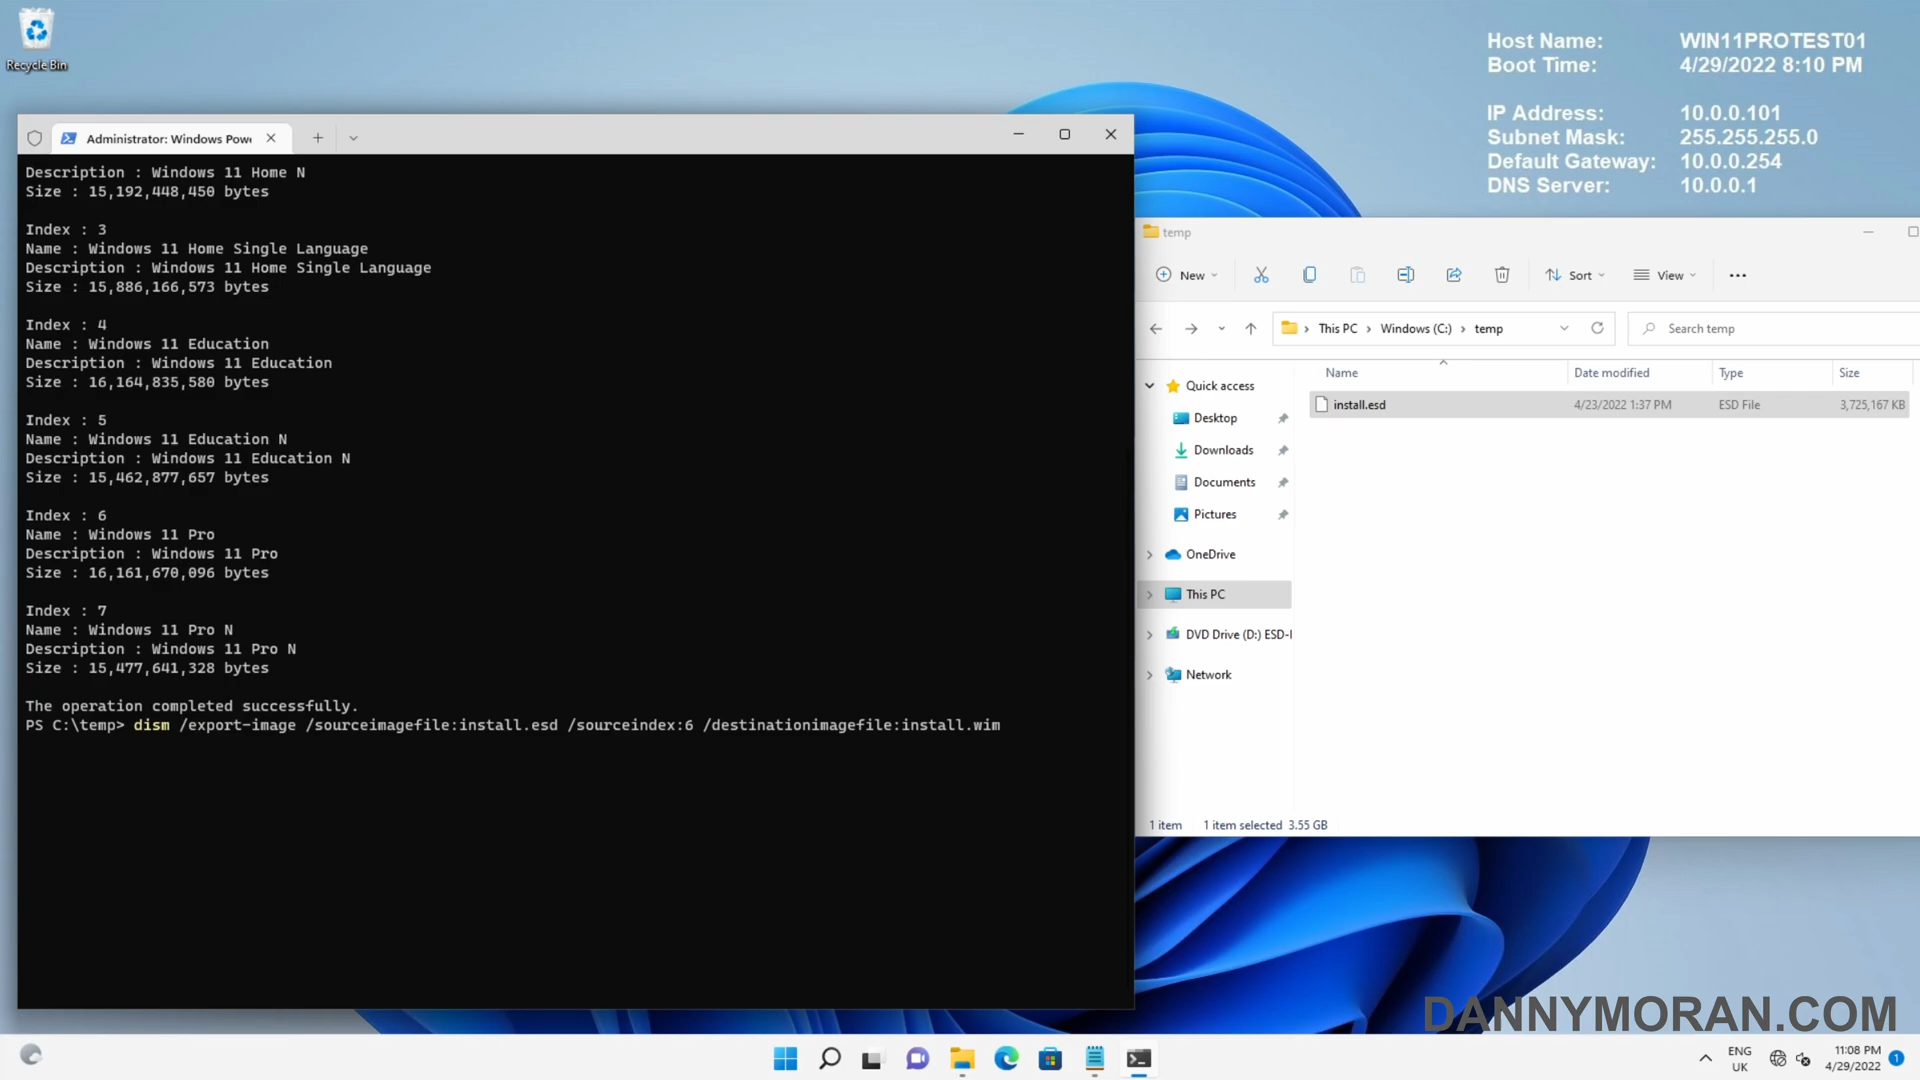 Recycle Bin
Host Name: WIN11PROTEST01
Boot Time: 4/29/2022 8:10 PM
IP Address: 10.0.0.101
Subnet Mask: 255.255.255.0
Default Gateway: 10.0.0.254
DNS Server: 10.0.0.1
Administrator: Windows Pow
Description : Windows 11 Home N
Size : 15,192,448,450 bytes
Index : 3
Name : Windows 11 Home Single Language
Description : Windows 11 Home Single Language
Size : 15,886,166,573 bytes
Index : 4
Name : Windows 11 Education
Description : Windows 11 Education
Size : 16,164,835,580 bytes
Index : 5
Name : Windows 11 Education N
Description : Windows 11 Education N
Size : 15,462,877,657 bytes
Index : 6
Name : Windows 11 Pro
Description : Windows 11 Pro
Size : 16,161,670,096 bytes
Index : 7
Name : Windows 11 Pro N
Description : Windows 11 Pro N
Size : 15,477,641,328 bytes
The operation completed successfully.
PS C:\temp> dism /export-image /sourceimagefile:install.esd /sourceindex:6 /destinationimagefile:install.wim
temp
New Sort View
This PC > Windows (C:) > temp Search temp
Name Date modified Type Size
install.esd 4/23/2022 1:37 PM ESD File 3,725,167 KB
Quick access
Desktop
Downloads
Documents
Pictures
OneDrive
This PC
DVD Drive (D:) ESD-I
Network
1 item 1 item selected 3.55 GB
DANNYMORAN.COM
ENG
UK
11:08 PM
4/29/2022
1